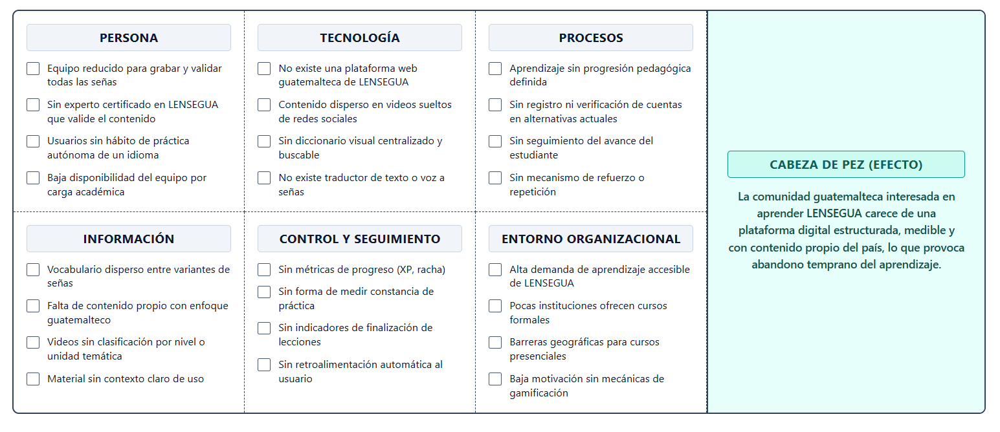 PERSONA
Equipo reducido para grabar y validar
todas las señas
Sin experto certificado en LENSEGUA
que valide el contenido
Usuarios sin hábito de práctica
autónoma de un idioma
Baja disponibilidad del equipo por
carga académica
TECNOLOGÍA
No existe una plataforma web
guatemalteca de LENSEGUA
Contenido disperso en videos sueltos
de redes sociales
Sin diccionario visual centralizado y
buscable
No existe traductor de texto o voz a
señas
PROCESOS
Aprendizaje sin progresión pedagógica
definida
Sin registro ni verificación de cuentas
en alternativas actuales
Sin seguimiento del avance del
estudiante
Sin mecanismo de refuerzo o
repetición
INFORMACIÓN
Vocabulario disperso entre variantes de
señas
Falta de contenido propio con enfoque
guatemalteco
Videos sin clasificación por nivel o
unidad temática
Material sin contexto claro de uso
CONTROL Y SEGUIMIENTO
Sin métricas de progreso (XP, racha)
Sin forma de medir constancia de
práctica
Sin indicadores de finalización de
lecciones
Sin retroalimentación automática al
usuario
ENTORNO ORGANIZACIONAL
Alta demanda de aprendizaje accesible
de LENSEGUA
Pocas instituciones ofrecen cursos
formales
Barreras geográficas para cursos
presenciales
Baja motivación sin mecánicas de
gamificación
CABEZA DE PEZ (EFECTO)
La comunidad guatemalteca interesada en
aprender LENSEGUA carece de una
plataforma digital estructurada, medible y
con contenido propio del país, lo que provoca
abandono temprano del aprendizaje.